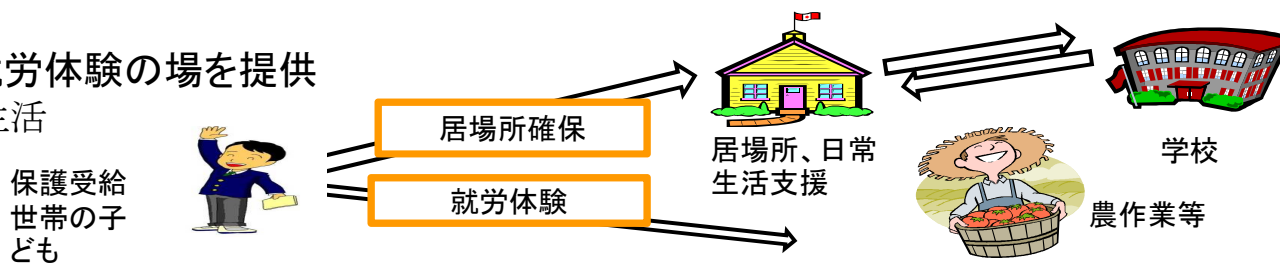 労体験の場を提供
活
保護受給
世帯の子
ども
居場所確保
就労体験
居場所、日常
生活支援
学校
農作業等